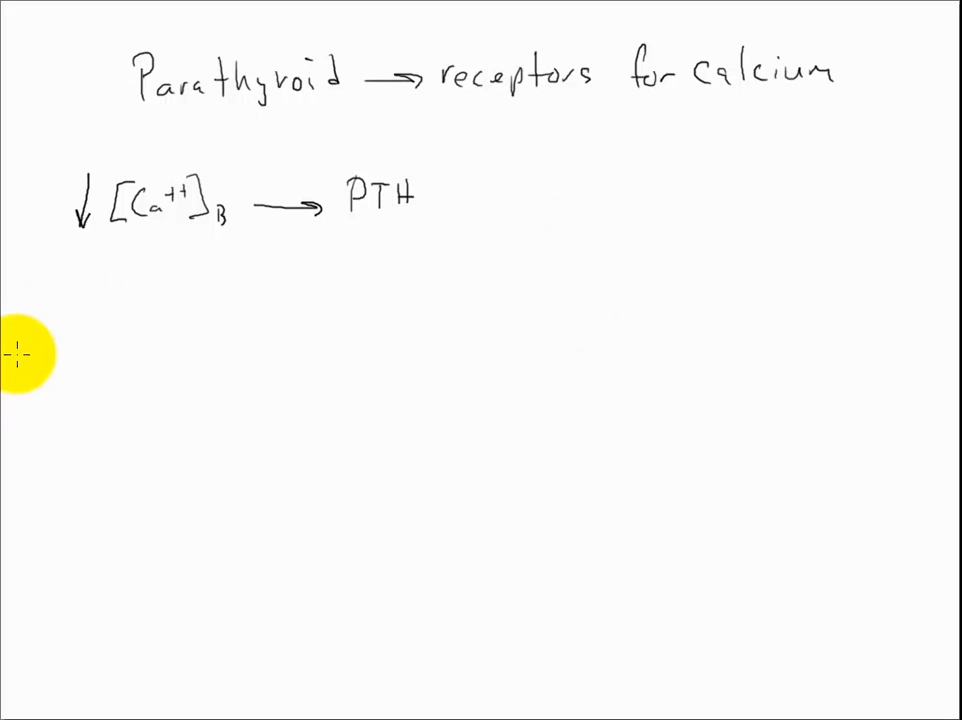 Parathyroid → receptors for calcium
↓ [Ca++]B → PTH